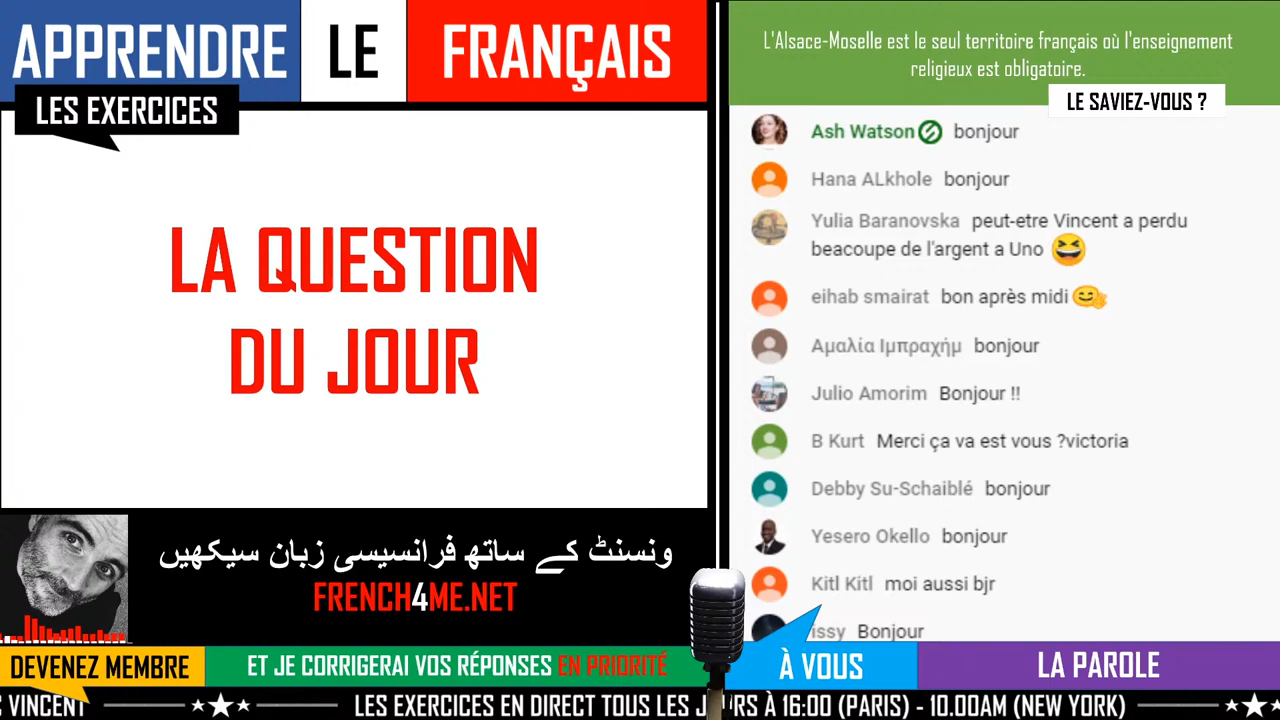 APPRENDRE LE FRANÇAIS
LES EXERCICES
LA QUESTION
DU JOUR
ونسنٹ کے ساتھ فرانسیسی زبان سیکھیں
FRENCH4ME.NET
DEVENEZ MEMBRE
ET JE CORRIGERAI VOS RÉPONSES EN PRIORITÉ
L'Alsace-Moselle est le seul territoire français où l'enseignement
religieux est obligatoire.
LE SAVIEZ-VOUS ?
Ash Watson bonjour
Hana ALkhole bonjour
Yulia Baranovska peut-etre Vincent a perdu
beacoupe de l'argent a Uno
eihab smairat bon après midi
Αμαλία Ιμπραχήμ bonjour
Julio Amorim Bonjour !!
B Kurt Merci ça va est vous ?victoria
Debby Su-Schaiblé bonjour
Yesero Okello bonjour
Kitl Kitl moi aussi bjr
issy Bonjour
À VOUS
LA PAROLE
C VINCENT LES EXERCICES EN DIRECT TOUS LES JOURS À 16:00 (PARIS) - 10.00AM (NEW YORK)